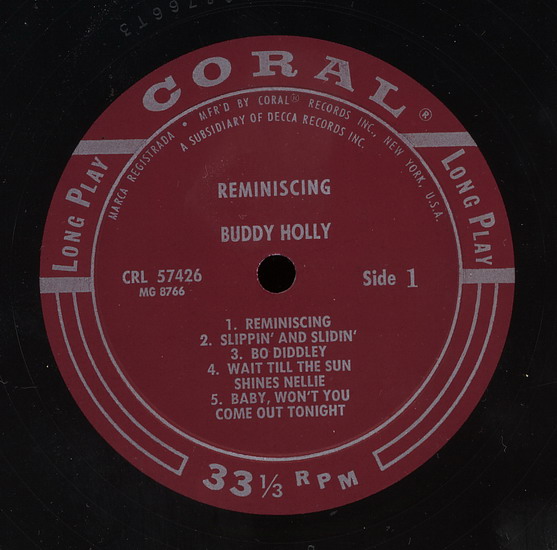 CORAL®
MARCA REGISTRADA • MFR'D BY CORAL® RECORDS INC., NEW YORK, U.S.A.
A SUBSIDIARY OF DECCA RECORDS INC.
LONG PLAY
LONG PLAY
REMINISCING
BUDDY HOLLY
CRL 57426
MG 8766
Side 1
1. REMINISCING
2. SLIPPIN' AND SLIDIN'
3. BO DIDDLEY
4. WAIT TILL THE SUN
SHINES NELLIE
5. BABY, WON'T YOU
COME OUT TONIGHT
33 1/3 RPM